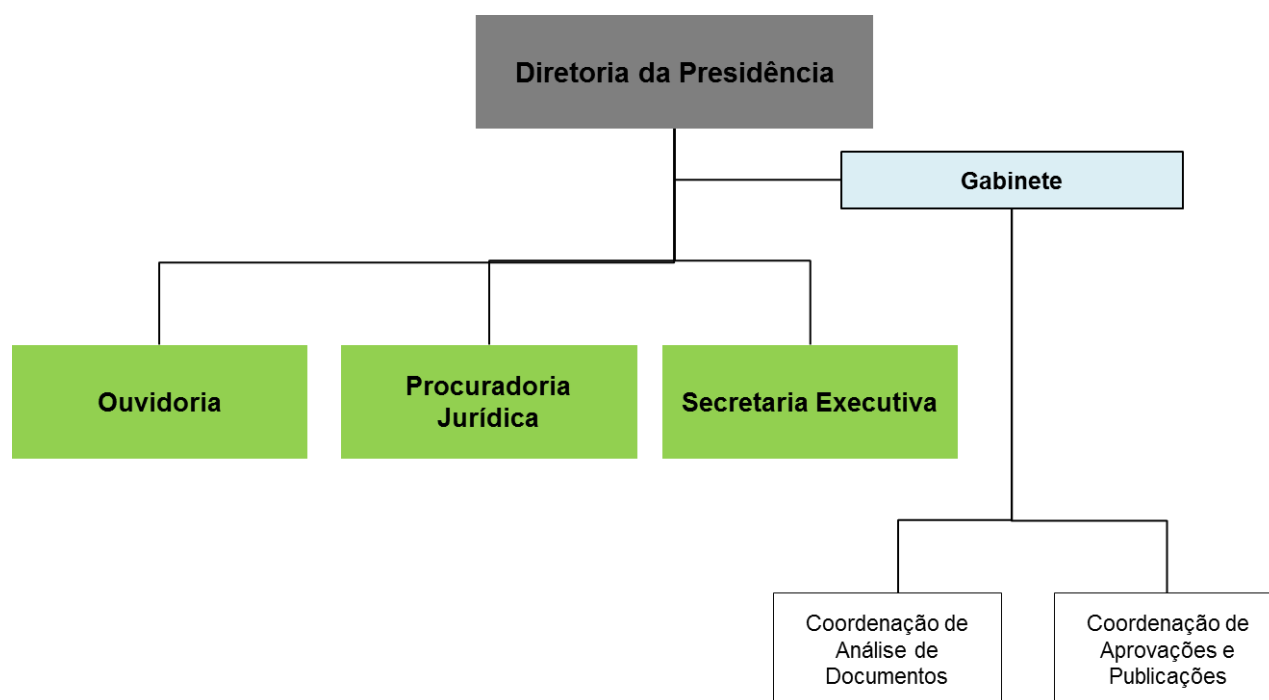 Diretoria da Presidência
Gabinete
Ouvidoria
Procuradoria
Jurídica
Secretaria Executiva
Coordenação de
Análise de
Documentos
Coordenação de
Aprovações e
Publicações